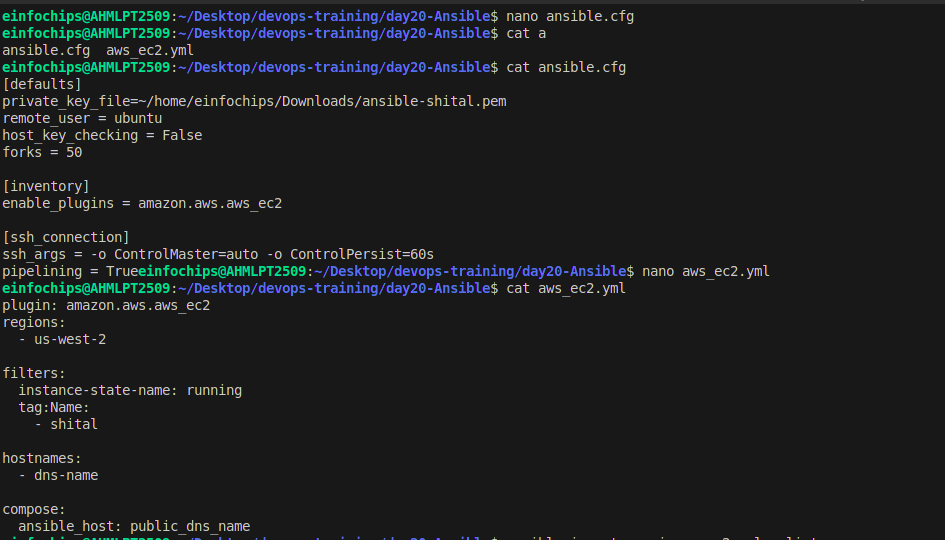 einfochips@AHMLPT2509:~/Desktop/devops-training/day20-Ansible$ nano ansible.cfg
einfochips@AHMLPT2509:~/Desktop/devops-training/day20-Ansible$ cat a
ansible.cfg  aws_ec2.yml
einfochips@AHMLPT2509:~/Desktop/devops-training/day20-Ansible$ cat ansible.cfg
[defaults]
private_key_file=~/home/einfochips/Downloads/ansible-shital.pem
remote_user = ubuntu
host_key_checking = False
forks = 50

[inventory]
enable_plugins = amazon.aws.aws_ec2

[ssh_connection]
ssh_args = -o ControlMaster=auto -o ControlPersist=60s
pipelining = Trueeinfochips@AHMLPT2509:~/Desktop/devops-training/day20-Ansible$ nano aws_ec2.yml
einfochips@AHMLPT2509:~/Desktop/devops-training/day20-Ansible$ cat aws_ec2.yml
plugin: amazon.aws.aws_ec2
regions:
  - us-west-2

filters:
  instance-state-name: running
  tag:Name:
    - shital

hostnames:
  - dns-name

compose:
  ansible_host: public_dns_name